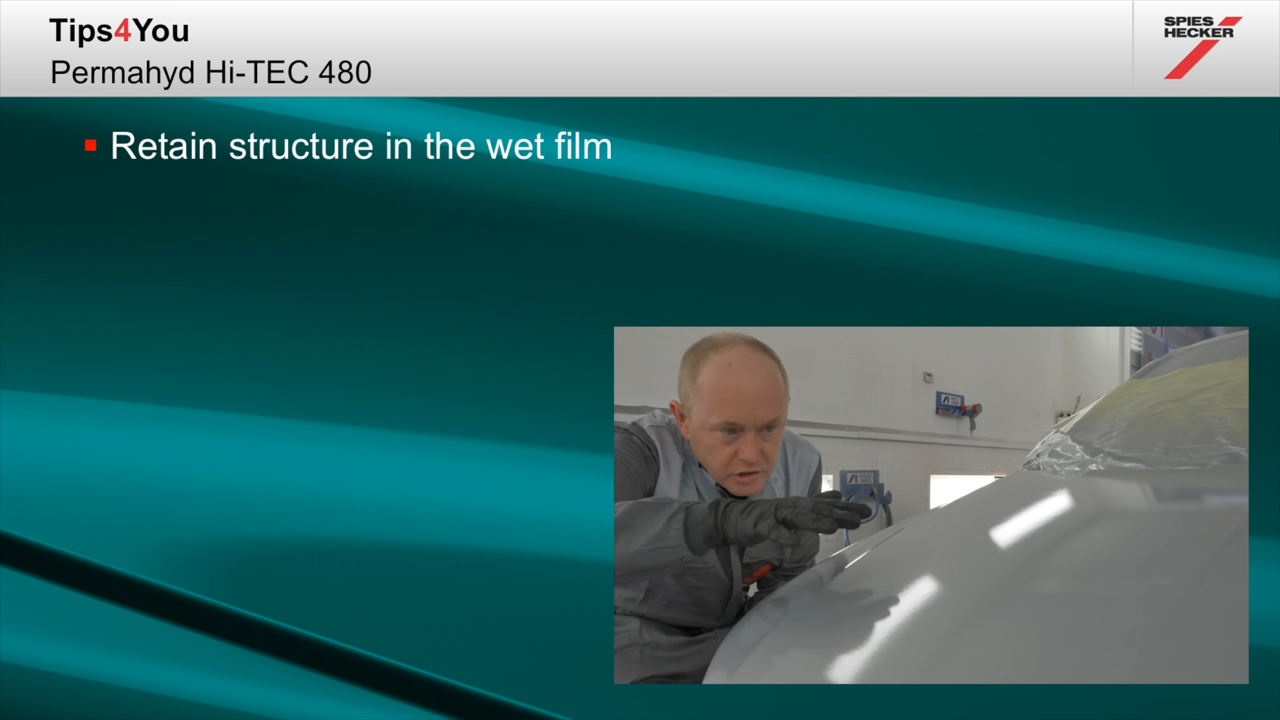 Tips4You
Permahyd Hi-TEC 480
SPIES
HECKER
Retain structure in the wet film